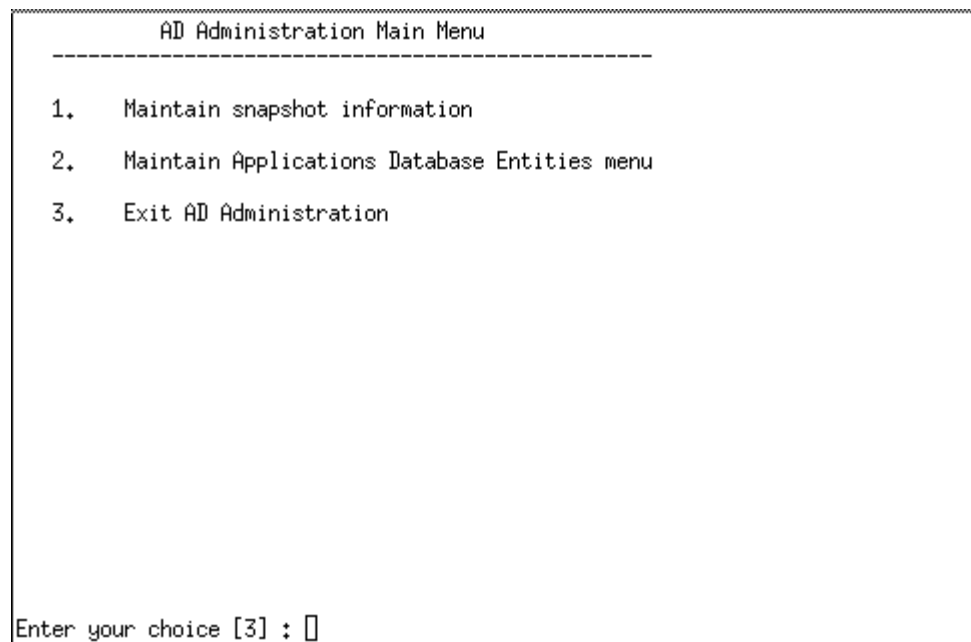 AD Administration Main Menu
--------------------------------------------------
1. Maintain snapshot information
2. Maintain Applications Database Entities menu
3. Exit AD Administration
Enter your choice [3] :